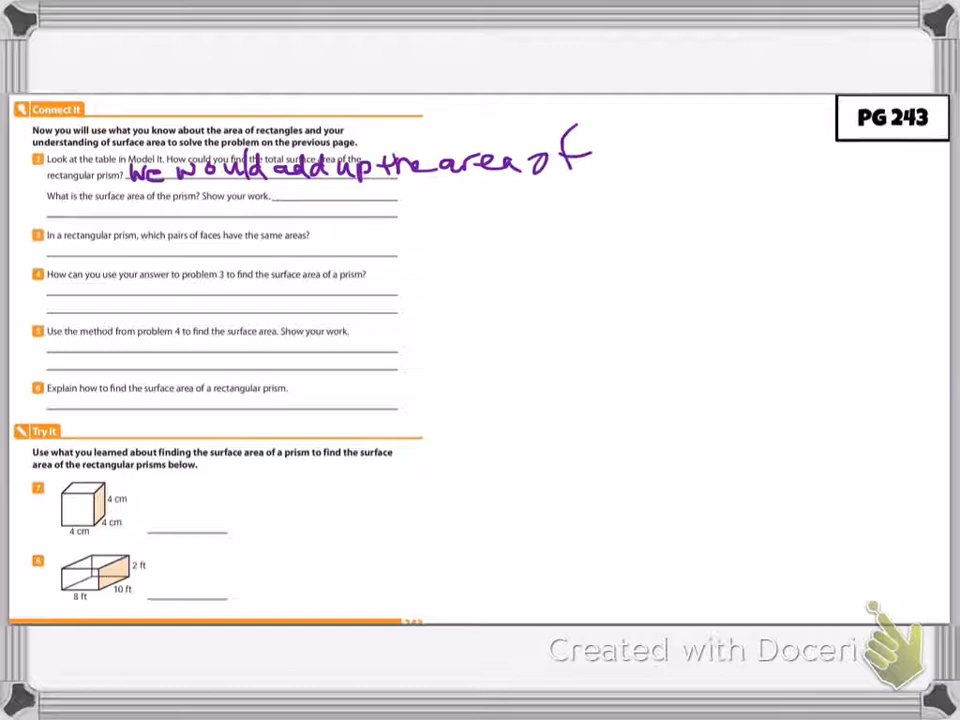 Connect It
PG 243
Now you will use what you know about the area of rectangles and your
understanding of surface area to solve the problem on the previous page.
2 Look at the table in Model It. How could you find the total surface area of the
rectangular prism? We would add up the area of
What is the surface area of the prism? Show your work.
3 In a rectangular prism, which pairs of faces have the same areas?
4 How can you use your answer to problem 3 to find the surface area of a prism?
5 Use the method from problem 4 to find the surface area. Show your work.
6 Explain how to find the surface area of a rectangular prism.
Try It
Use what you learned about finding the surface area of a prism to find the surface
area of the rectangular prisms below.
7
4 cm
4 cm
4 cm
8
2 ft
10 ft
8 ft
Created with Doceri